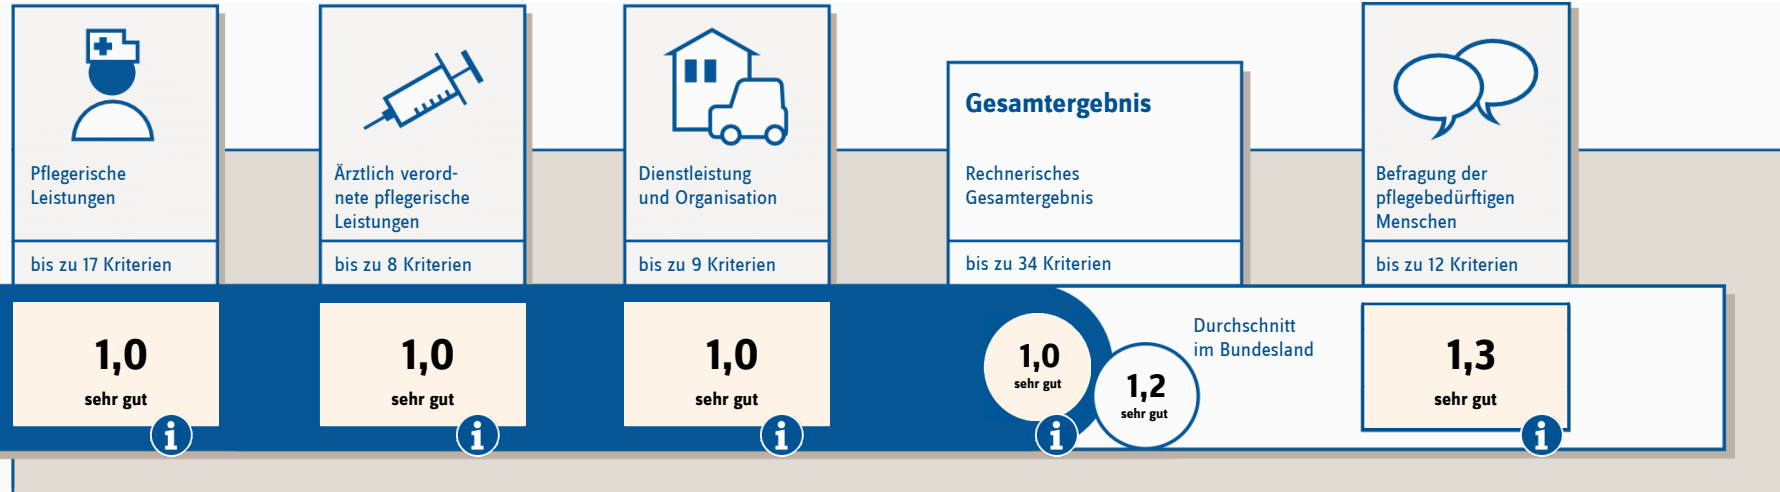 Pflegerische
Leistungen
bis zu 17 Kriterien
1,0
sehr gut
i
Ärztlich verord-
nete pflegerische
Leistungen
bis zu 8 Kriterien
1,0
sehr gut
i
Dienstleistung
und Organisation
bis zu 9 Kriterien
1,0
sehr gut
i
Gesamtergebnis
Rechnerisches
Gesamtergebnis
bis zu 34 Kriterien
1,0
sehr gut
i
1,2
sehr gut
Durchschnitt
im Bundesland
Befragung der
pflegebedürftigen
Menschen
bis zu 12 Kriterien
1,3
sehr gut
i